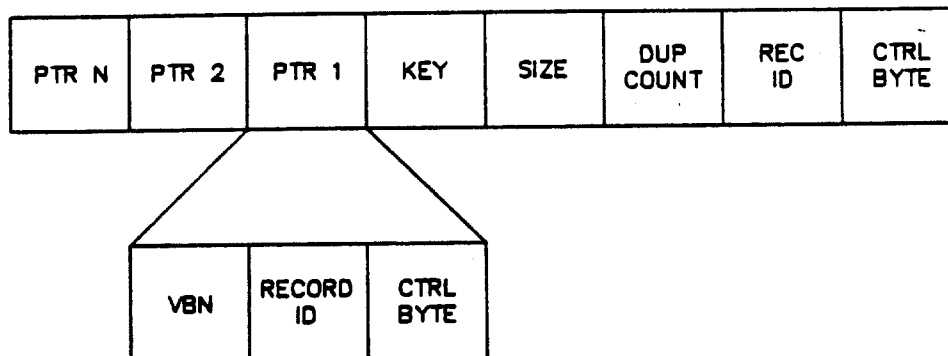 PTR N
PTR 2
PTR 1
KEY
SIZE
DUP
COUNT
REC
ID
CTRL
BYTE
VBN
RECORD
ID
CTRL
BYTE